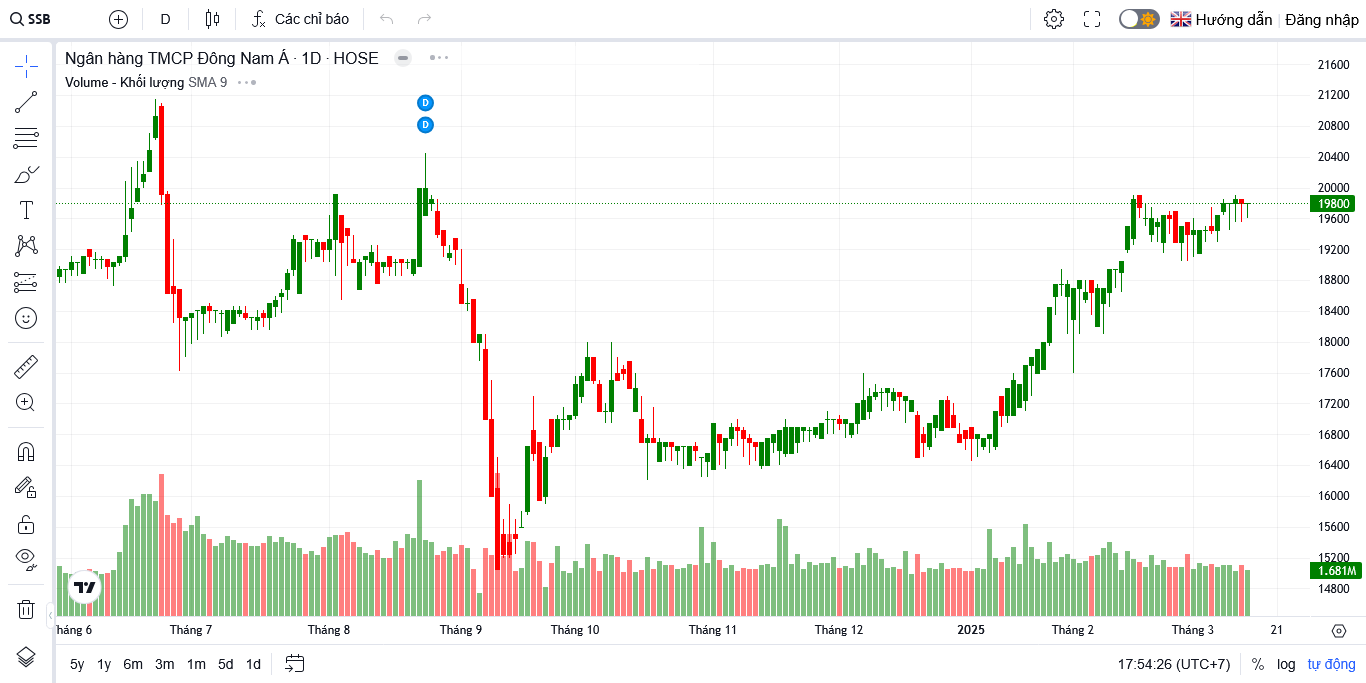 SSB D Các chỉ báo Hướng dẫn Đăng nhập
Ngân hàng TMCP Đông Nam Á · 1D · HOSE
Volume - Khối lượng SMA 9
D
D
21600
21200
20800
20400
20000
19800
19600
19200
18800
18400
18000
17600
17200
16800
16400
16000
15600
15200
1.681M
14800
háng 6 Tháng 7 Tháng 8 Tháng 9 Tháng 10 Tháng 11 Tháng 12 2025 Tháng 2 Tháng 3 21
5y 1y 6m 3m 1m 5d 1d 17:54:26 (UTC+7) % log tự động